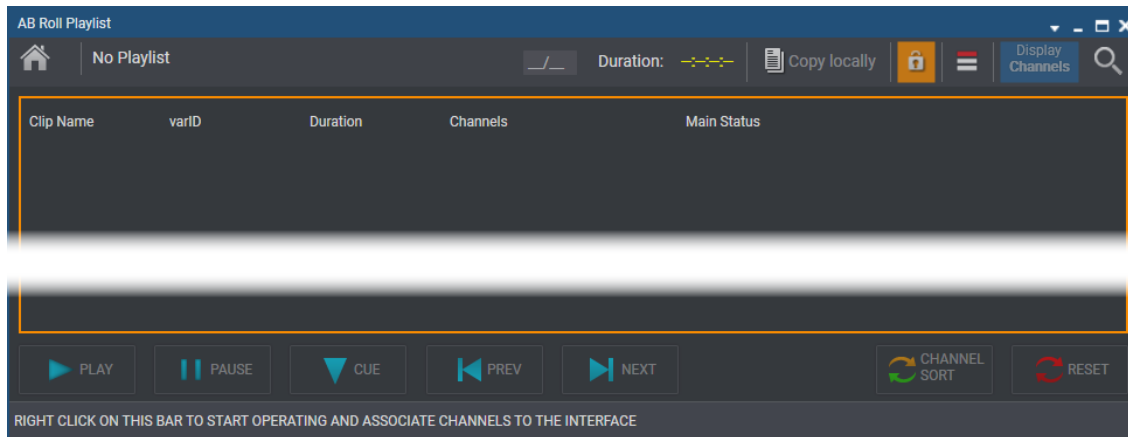 AB Roll Playlist
No Playlist
__/__ Duration: --:--:--:-- Copy locally
Display
Channels
Clip Name varID Duration Channels Main Status
PLAY PAUSE CUE PREV NEXT
CHANNEL
SORT
RESET
RIGHT CLICK ON THIS BAR TO START OPERATING AND ASSOCIATE CHANNELS TO THE INTERFACE